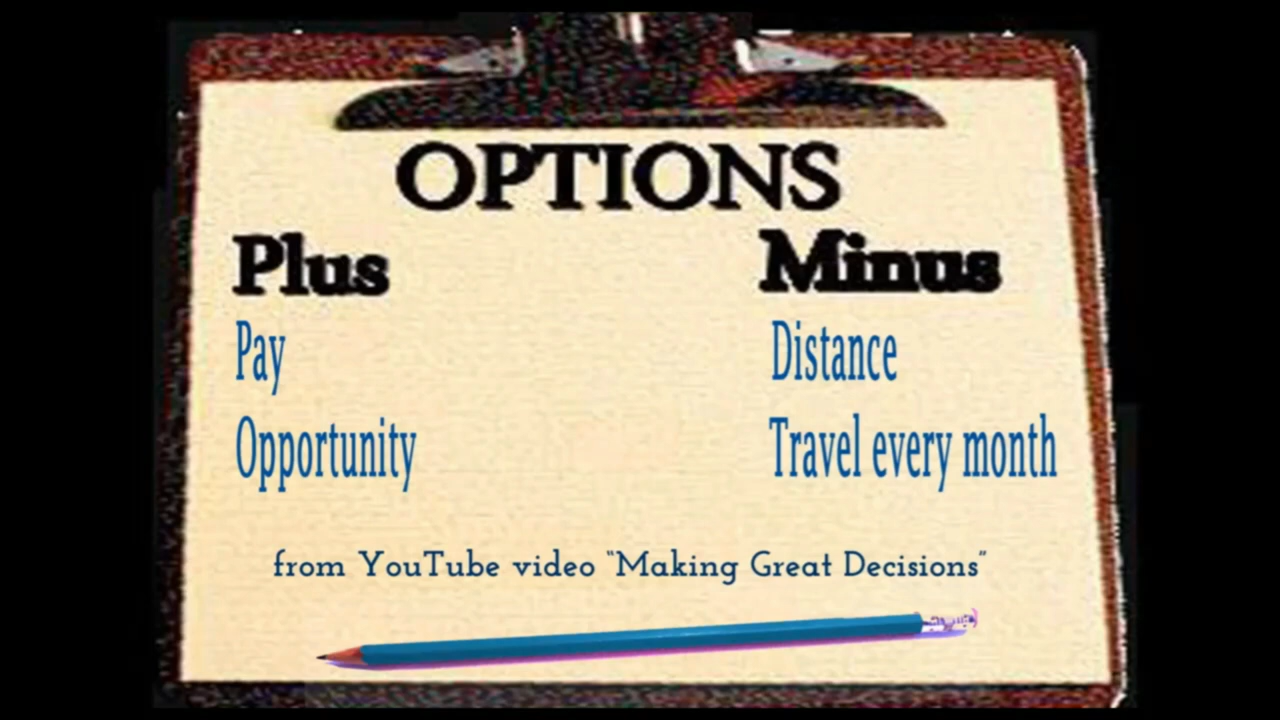 OPTIONS
Plus Minus
Pay Distance
Opportunity Travel every month
from YouTube video “Making Great Decisions”